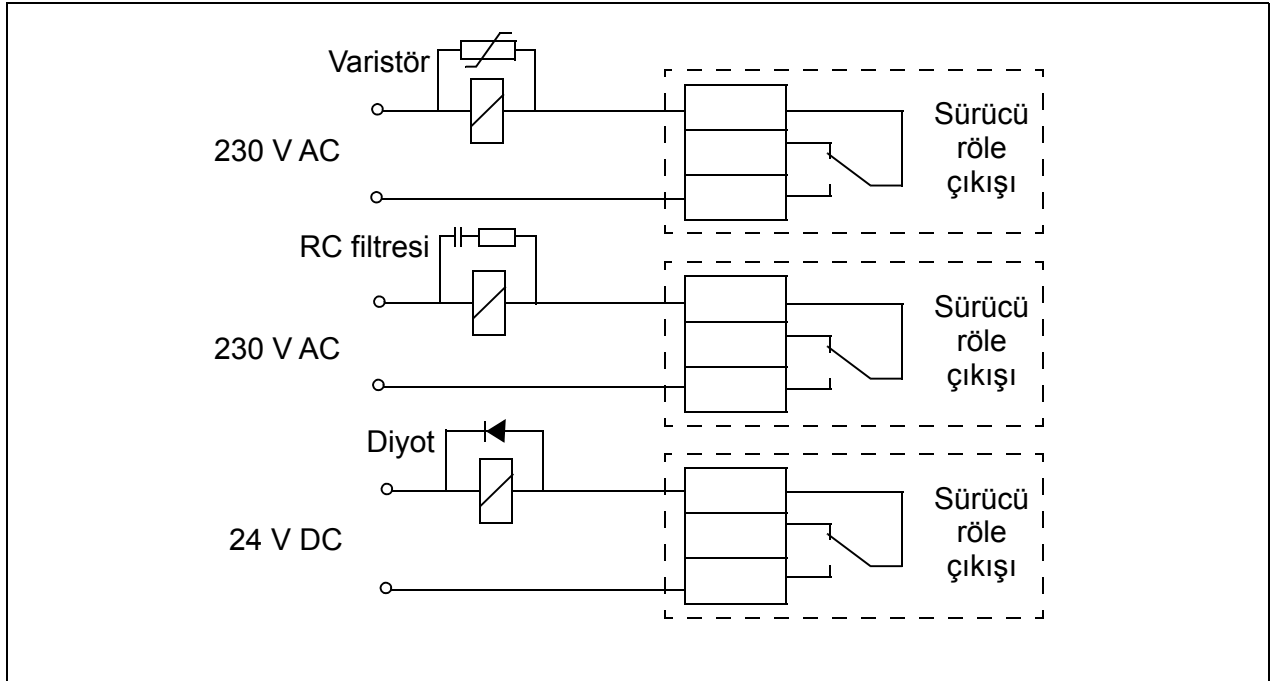 Varistör
230 V AC
Sürücü
röle
çıkışı
RC filtresi
230 V AC
Sürücü
röle
çıkışı
Diyot
24 V DC
Sürücü
röle
çıkışı